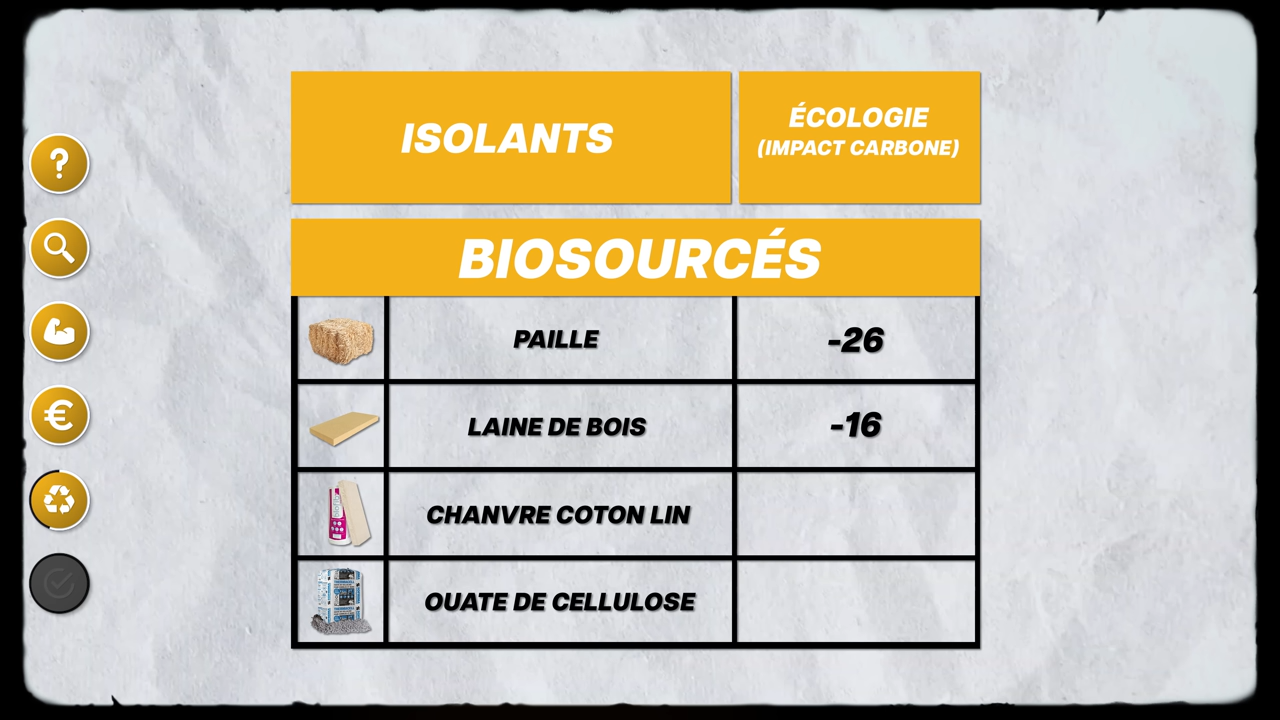 ISOLANTS
ÉCOLOGIE
(IMPACT CARBONE)
BIOSOURCÉS
PAILLE
-26
LAINE DE BOIS
-16
CHANVRE COTON LIN
OUATE DE CELLULOSE